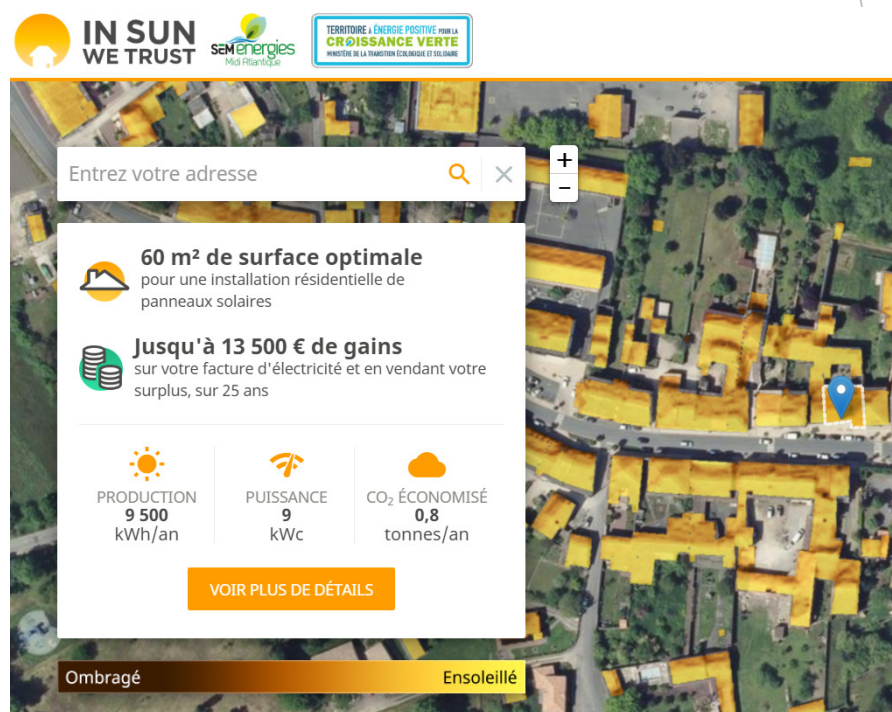 IN SUN
WE TRUST
SEMénergies
Midi Atlantique
TERRITOIRE à ÉNERGIE POSITIVE POUR LA
CROISSANCE VERTE
MINISTÈRE DE LA TRANSITION ÉCOLOGIQUE ET SOLIDAIRE
Entrez votre adresse
+
−
60 m² de surface optimale
pour une installation résidentielle de
panneaux solaires
Jusqu'à 13 500 € de gains
sur votre facture d'électricité et en vendant votre
surplus, sur 25 ans
PRODUCTION
9 500
kWh/an
PUISSANCE
9
kWc
CO₂ ÉCONOMISÉ
0,8
tonnes/an
VOIR PLUS DE DÉTAILS
Ombragé
Ensoleillé